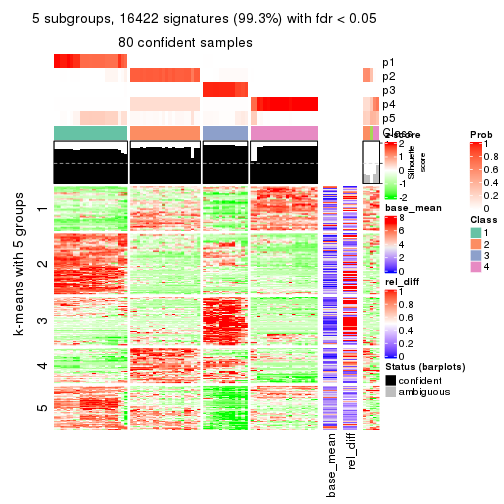 5 subgroups, 16422 signatures (99.3%) with fdr < 0.05
80 confident samples
p1
p2
p3
p4
p5
Class
Silhouette
score
k-means with 5 groups
1
2
3
4
5
base_mean
rel_diff
z-score
2
1
0
-2
base_mean
8
6
4
2
0
rel_diff
1
0.8
0.6
0.4
0.2
0
Status (barplots)
confident
ambiguous
Prob
1
0.8
0.6
0.4
0.2
0
Class
1
2
3
4